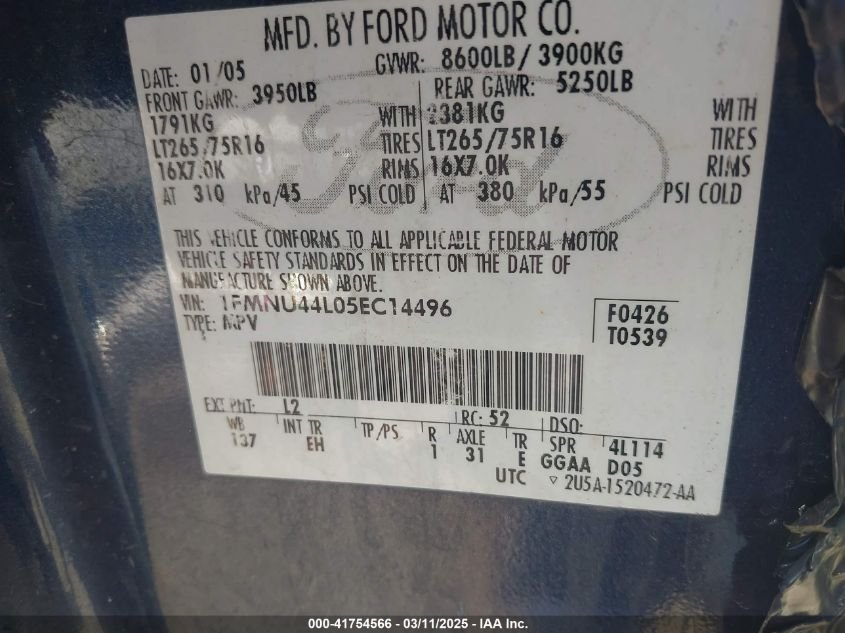 MFD. BY FORD MOTOR CO.
DATE: 01/05 GVWR: 8600LB/ 3900KG
FRONT GAWR: 3950LB REAR GAWR: 5250LB
1791KG WITH 2381KG WITH
LT265/75R16 TIRES LT265/75R16 TIRES
16X7.0K RIMS 16X7.0K RIMS
AT 310 kPa/45 PSI COLD AT 380 kPa/55 PSI COLD
Ford
THIS VEHICLE CONFORMS TO ALL APPLICABLE FEDERAL MOTOR
VEHICLE SAFETY STANDARDS IN EFFECT ON THE DATE OF
MANUFACTURE SHOWN ABOVE.
VIN: 1FMNU44L05EC14496 F0426
TYPE: MPV T0539
EXT PNT: L2 RC: 52 DSO:
WB INT TR TP/PS R AXLE TR SPR 4L114
137 EH 1 31 E GGAA D05
UTC ▽ 2U5A-1520472-AA
000-41754566 - 03/11/2025 - IAA Inc.